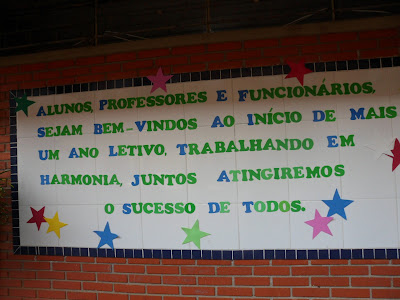 ALUNOS, PROFESSORES E FUNCIONÁRIOS,
SEJAM BEM-VINDOS AO INÍCIO DE MAIS
UM ANO LETIVO, TRABALHANDO EM
HARMONIA, JUNTOS ATINGIREMOS
O SUCESSO DE TODOS.